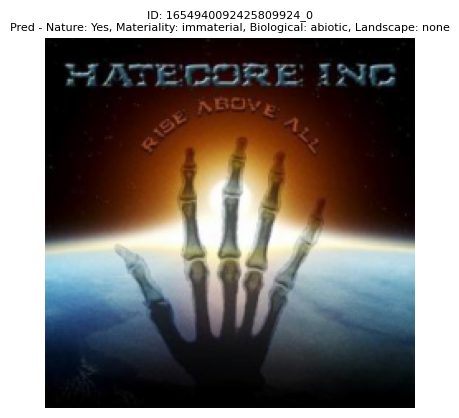 ID: 1654940092425809924_0
Pred - Nature: Yes, Materiality: immaterial, Biological: abiotic, Landscape: none
HATECORE INC
RISE ABOVE ALL